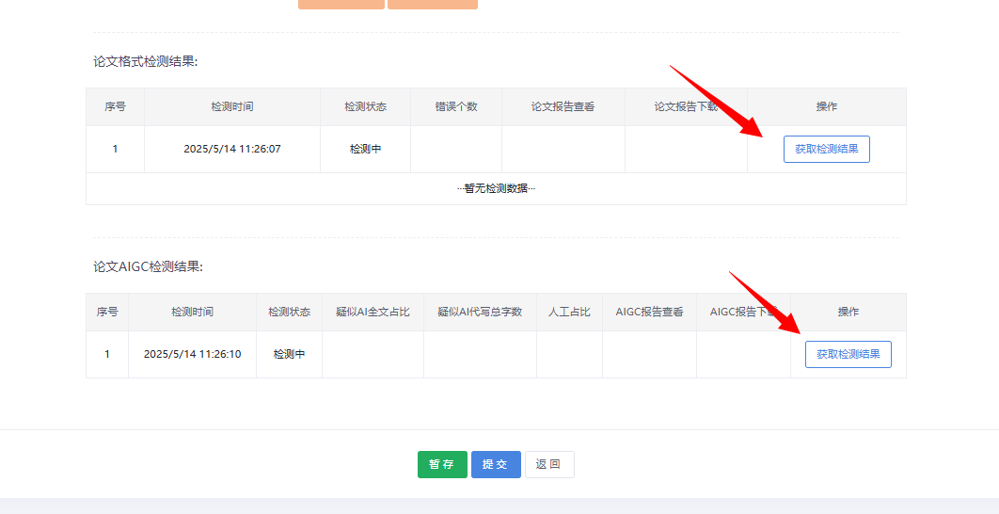 论文格式检测结果:
序号 检测时间 检测状态 错误个数 论文报告查看 论文报告下载 操作
1 2025/5/14 11:26:07 检测中 获取检测结果
···暂无检测数据···
论文AIGC检测结果:
序号 检测时间 检测状态 疑似AI全文占比 疑似AI代写总字数 人工占比 AIGC报告查看 AIGC报告下载 操作
1 2025/5/14 11:26:10 检测中 获取检测结果
暂存 提交 返回